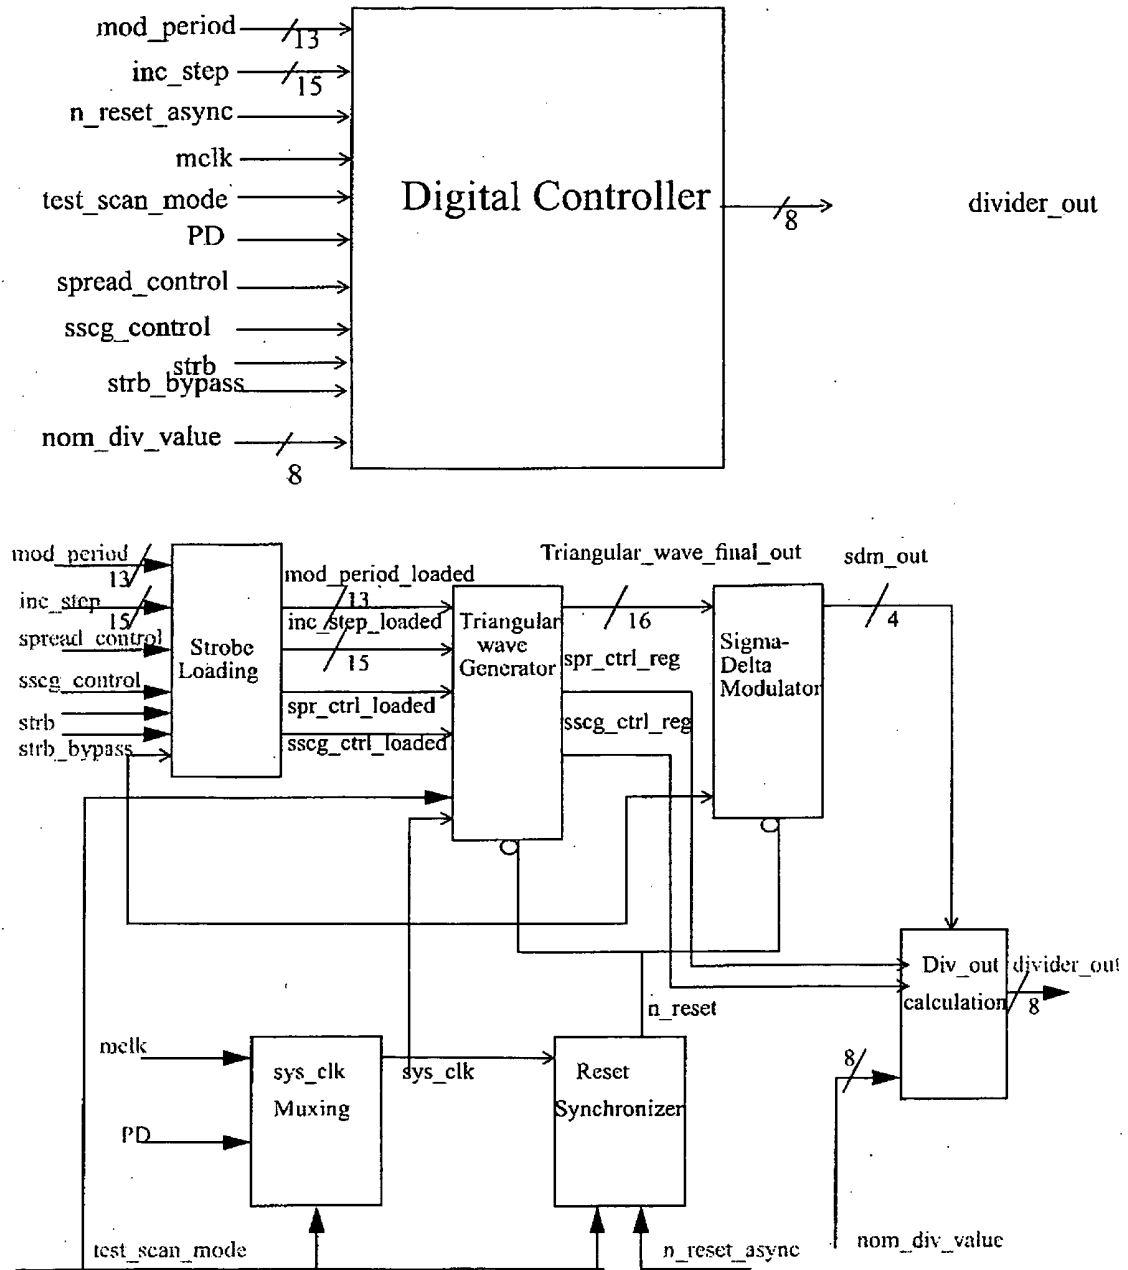 mod_period
13
inc_step
15
n_reset_async
mclk
test_scan_mode
PD
spread_control
sscg_control
strb
strb_bypass
nom_div_value
8
Digital Controller
8
divider_out
mod_period
13
inc_step
15
spread_control
sscg_control
strb
strb_bypass
Strobe
Loading
mod_period_loaded
13
inc_step_loaded
15
spr_ctrl_loaded
sscg_ctrl_loaded
Triangular
wave
Generator
Triangular_wave_final_out
16
spr_ctrl_reg
sscg_ctrl_reg
Sigma-
Delta
Modulator
sdm_out
4
Div_out
calculation
divider_out
8
8
nom_div_value
n_reset
mclk
PD
sys_clk
Muxing
sys_clk
Reset
Synchronizer
test_scan_mode
n_reset_async